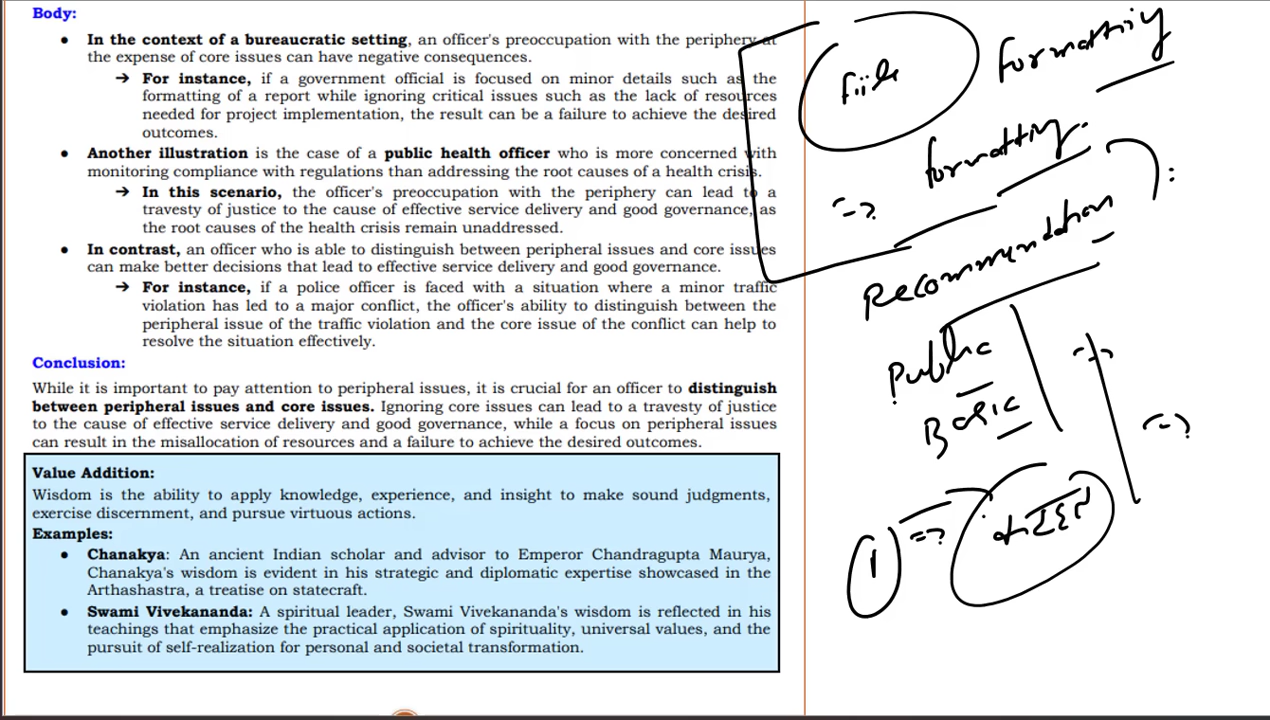 Body:
● In the context of a bureaucratic setting, an officer's preoccupation with the periphery at
the expense of core issues can have negative consequences.
➔ For instance, if a government official is focused on minor details such as the
formatting of a report while ignoring critical issues such as the lack of resources
needed for project implementation, the result can be a failure to achieve the desired
outcomes.
● Another illustration is the case of a public health officer who is more concerned with
monitoring compliance with regulations than addressing the root causes of a health crisis.
➔ In this scenario, the officer's preoccupation with the periphery can lead to a
travesty of justice to the cause of effective service delivery and good governance, as
the root causes of the health crisis remain unaddressed.
● In contrast, an officer who is able to distinguish between peripheral issues and core issues
can make better decisions that lead to effective service delivery and good governance.
➔ For instance, if a police officer is faced with a situation where a minor traffic
violation has led to a major conflict, the officer's ability to distinguish between the
peripheral issue of the traffic violation and the core issue of the conflict can help to
resolve the situation effectively.
Conclusion:
While it is important to pay attention to peripheral issues, it is crucial for an officer to distinguish
between peripheral issues and core issues. Ignoring core issues can lead to a travesty of justice
to the cause of effective service delivery and good governance, while a focus on peripheral issues
can result in the misallocation of resources and a failure to achieve the desired outcomes.
Value Addition:
Wisdom is the ability to apply knowledge, experience, and insight to make sound judgments,
exercise discernment, and pursue virtuous actions.
Examples:
● Chanakya: An ancient Indian scholar and advisor to Emperor Chandragupta Maurya,
Chanakya's wisdom is evident in his strategic and diplomatic expertise showcased in the
Arthashastra, a treatise on statecraft.
● Swami Vivekananda: A spiritual leader, Swami Vivekananda's wisdom is reflected in his
teachings that emphasize the practical application of spirituality, universal values, and the
pursuit of self-realization for personal and societal transformation.
formatting
formatting
=?
Recommendation
Public
Basic
=?
1 =?